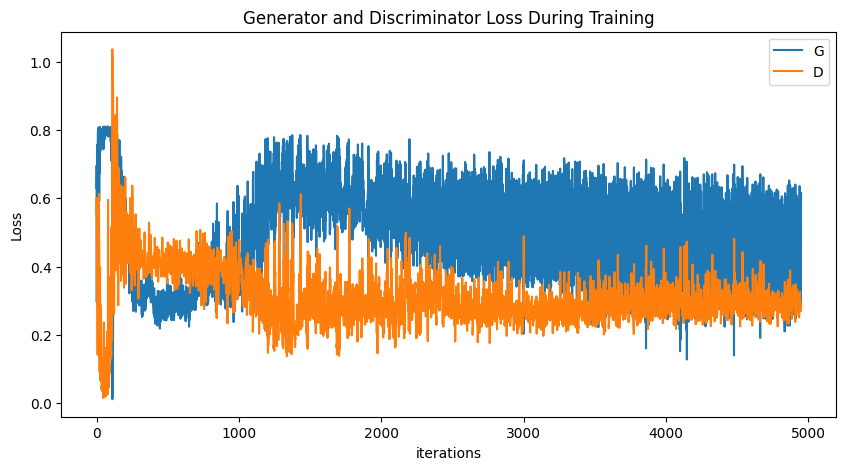 Generator and Discriminator Loss During Training
G
D
Loss
1.0
0.8
0.6
0.4
0.2
0.0
0 1000 2000 3000 4000 5000
iterations